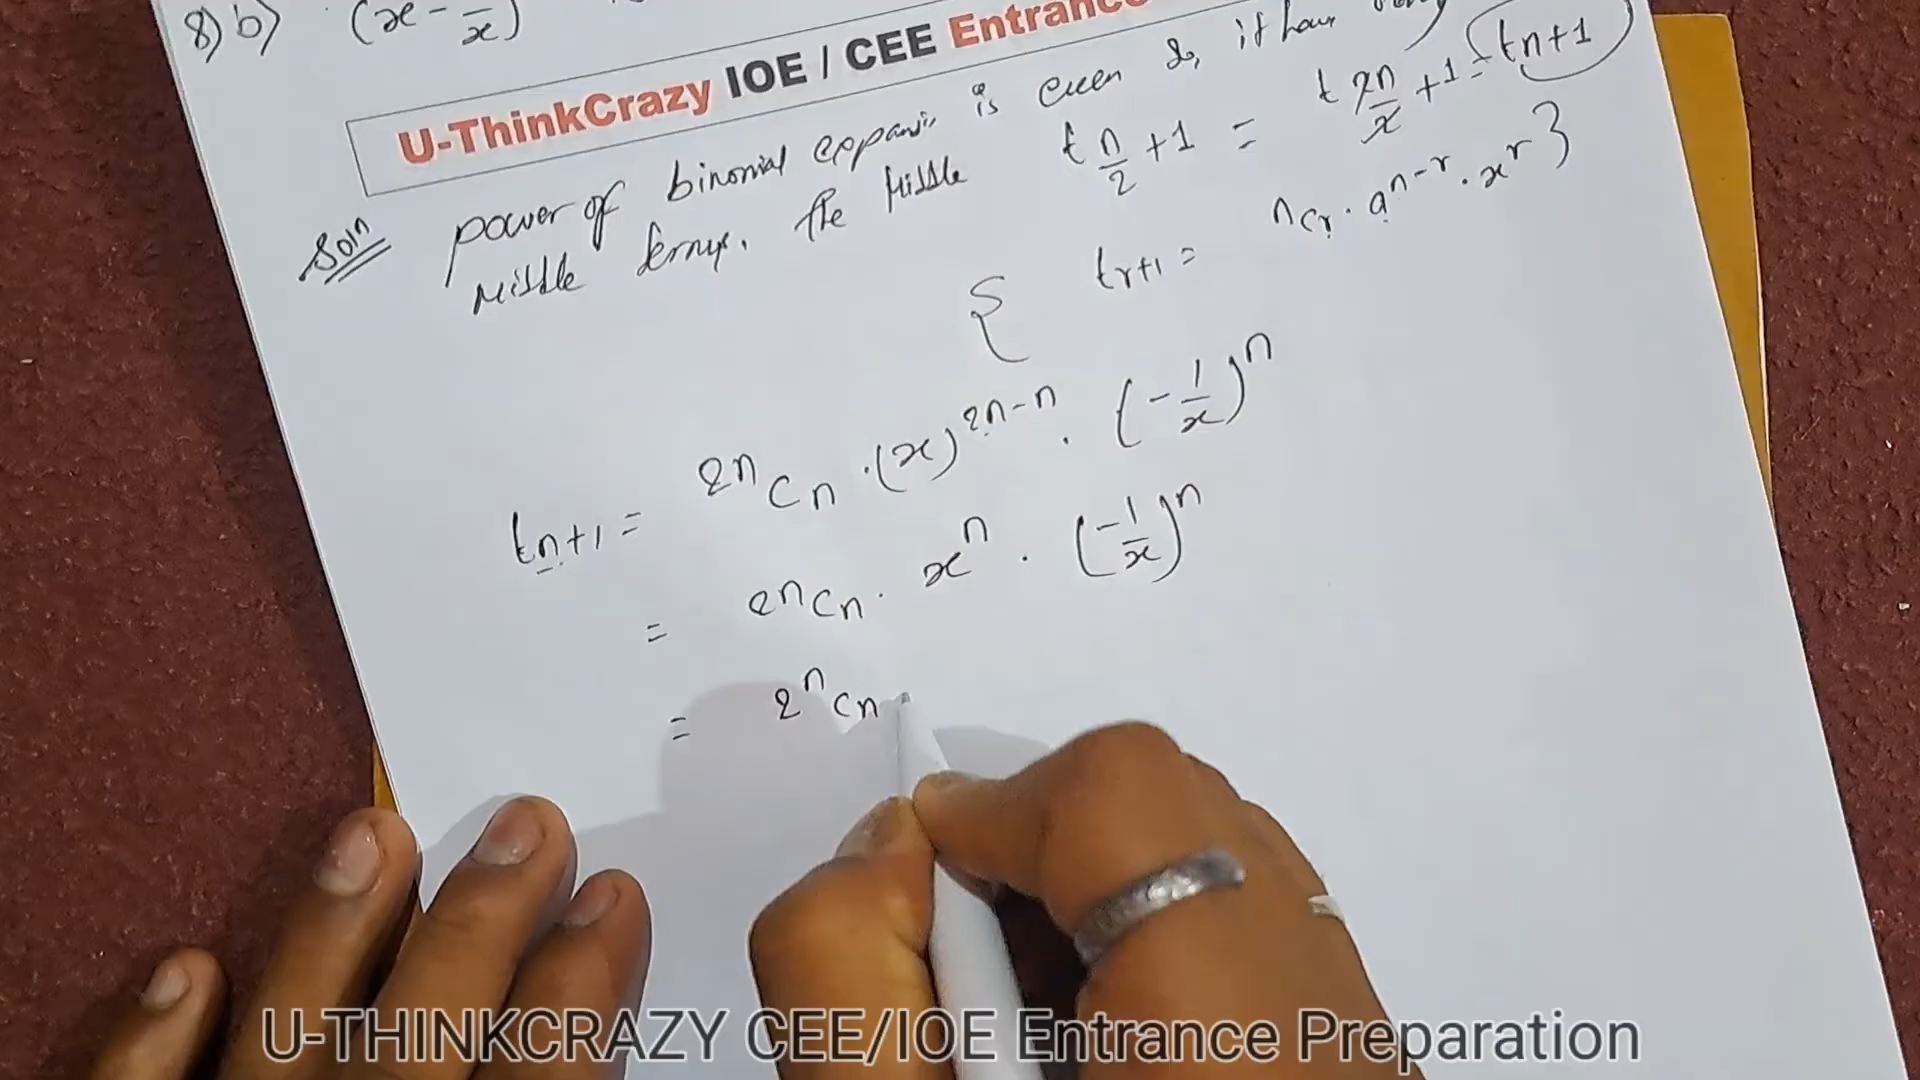 8) b) (x - 1/x)
U-ThinkCrazy IOE / CEE Entrance
Soln power of binomial expansⁿ is even so, it have only
middle terms. the middle t n/2 + 1 = t 2n/2 + 1 = tn+1
{ tr+1 = nCr . a^n-r . x^r }
tn+1 = 2nCn . (x)^2n-n . (-1/x)^n
= 2nCn . x^n . (-1/x)^n
= 2nCn .
U-THINKCRAZY CEE/IOE Entrance Preparation